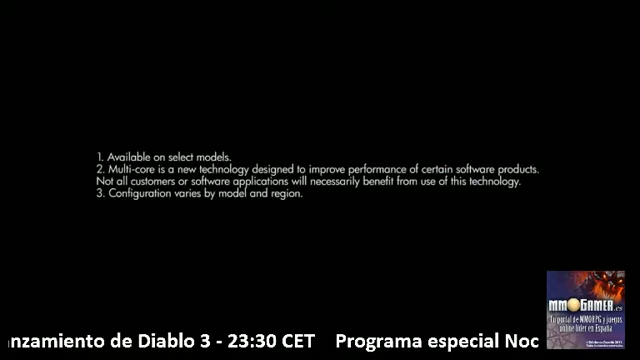 1. Available on select models.
2. Multi-core is a new technology designed to improve performance of certain software products.
Not all customers or software applications will necessarily benefit from use of this technology.
3. Configuration varies by model and region.
MMOGAMER.es
Tu portal de MMORPG y juegos
online líder en España
anzamiento de Diablo 3 - 23:30 CET Programa especial Noc